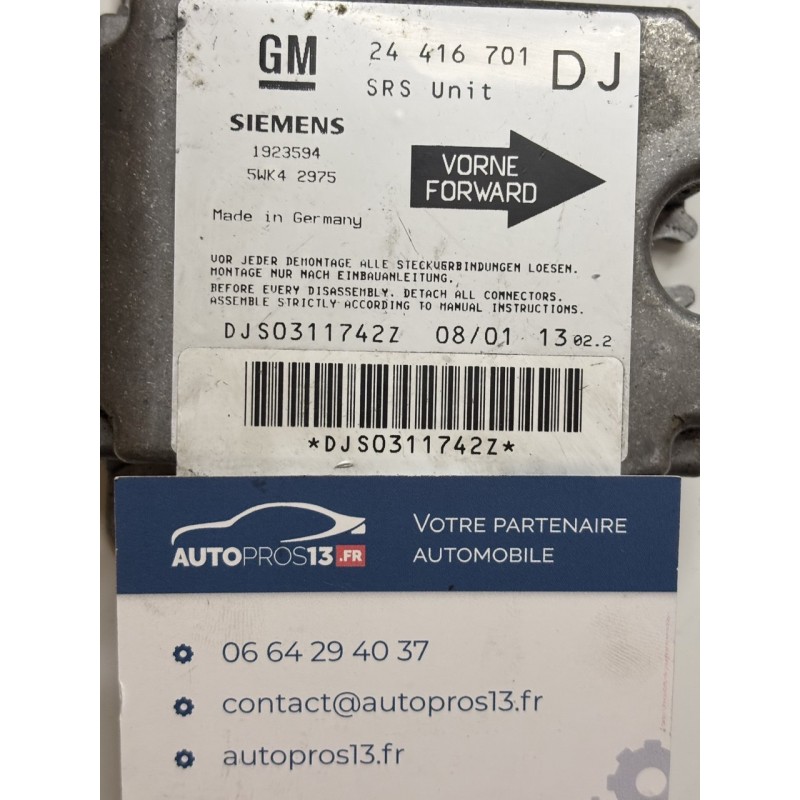 GM 24 416 701 DJ
SRS Unit
SIEMENS
1923594
5WK4 2975
VORNE
FORWARD
Made in Germany
VOR JEDER DEMONTAGE ALLE STECKVERBINDUNGEN LOESEN.
MONTAGE NUR NACH EINBAUANLEITUNG.
BEFORE EVERY DISASSEMBLY. DETACH ALL CONNECTORS.
ASSEMBLE STRICTLY ACCORDING TO MANUAL INSTRUCTIONS.
DJS0311742Z 08/01 13 02.2
*DJS0311742Z*
AUTOPROS13.FR
VOTRE PARTENAIRE
AUTOMOBILE
06 64 29 40 37
contact@autopros13.fr
autopros13.fr